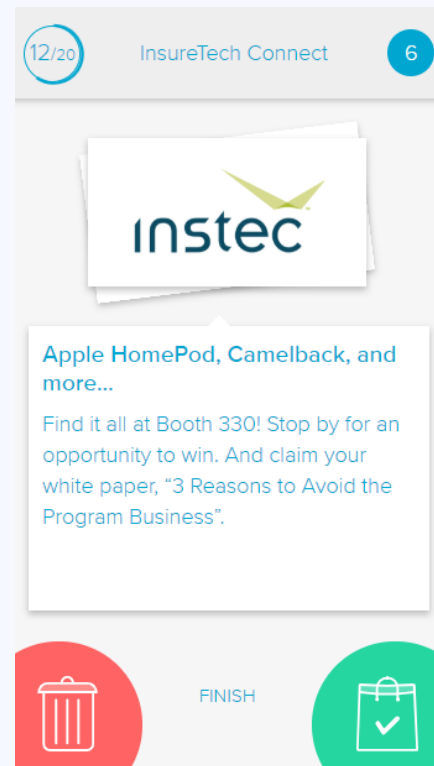 12/20 InsureTech Connect 6
instec
Apple HomePod, Camelback, and
more...
Find it all at Booth 330! Stop by for an
opportunity to win. And claim your
white paper, “3 Reasons to Avoid the
Program Business”.
FINISH